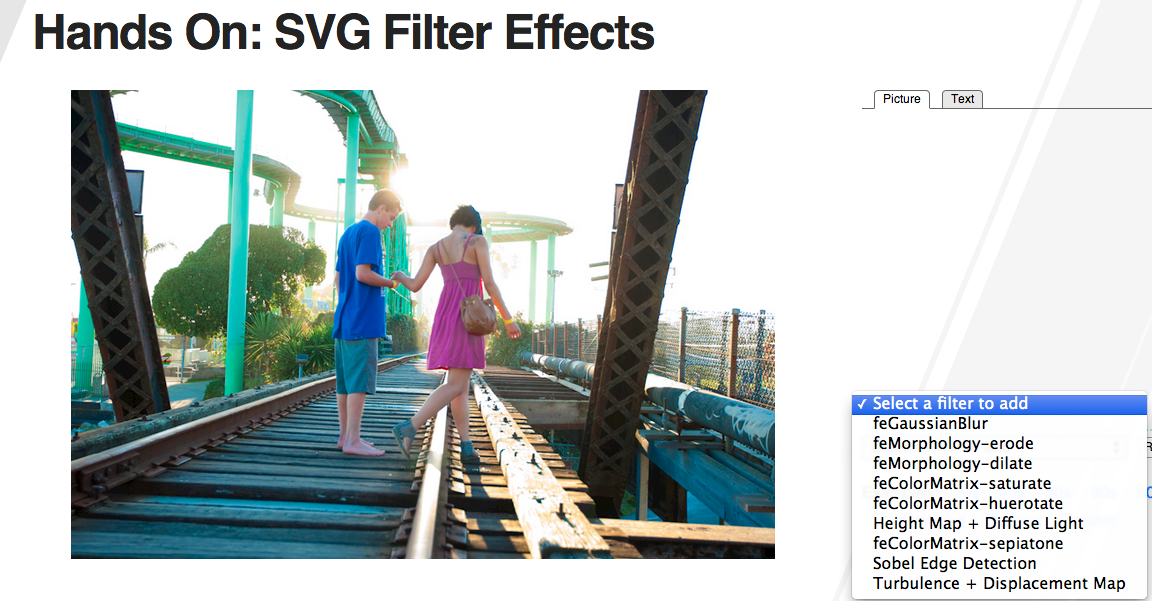 Hands On: SVG Filter Effects
Picture
Text
✓ Select a filter to add
feGaussianBlur
feMorphology-erode
feMorphology-dilate
feColorMatrix-saturate
feColorMatrix-huerotate
Height Map + Diffuse Light
feColorMatrix-sepiatone
Sobel Edge Detection
Turbulence + Displacement Map